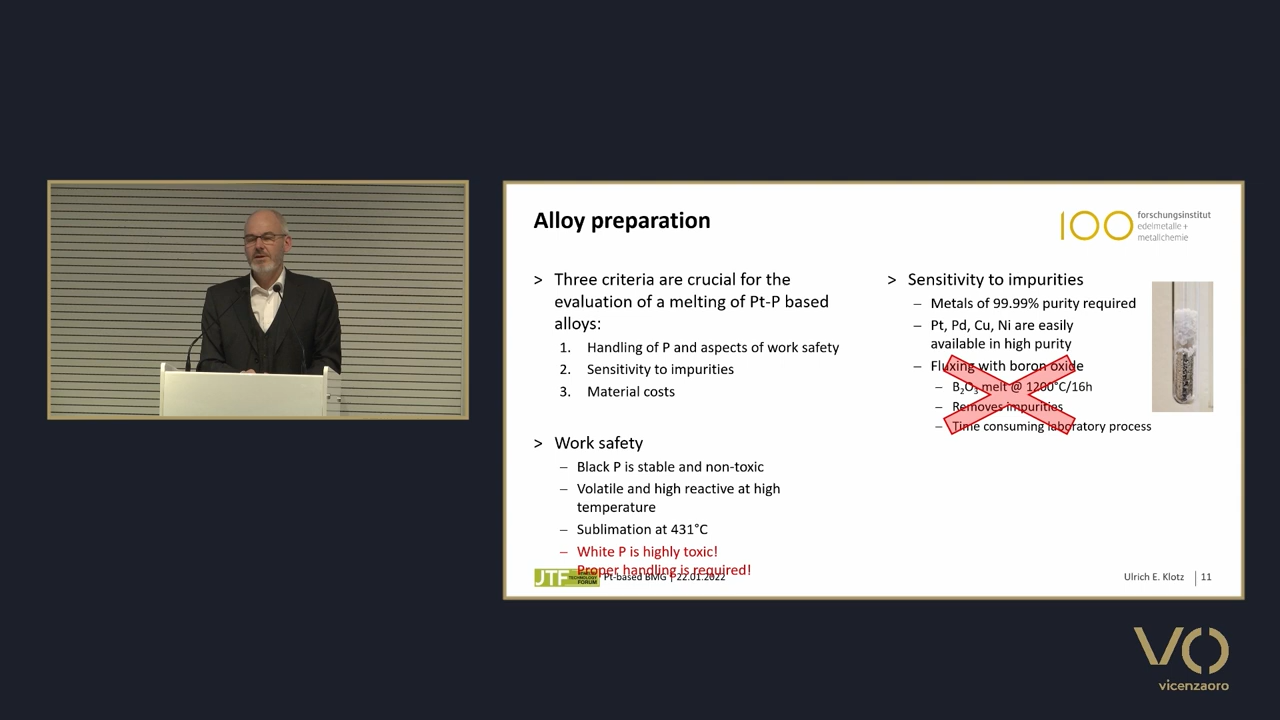 Alloy preparation
100 forschungsinstitut
edelmetalle +
metallchemie
> Three criteria are crucial for the
evaluation of a melting of Pt-P based
alloys:
1. Handling of P and aspects of work safety
2. Sensitivity to impurities
3. Material costs
> Work safety
– Black P is stable and non-toxic
– Volatile and high reactive at high
temperature
– Sublimation at 431°C
– White P is highly toxic!
Proper handling is required!
> Sensitivity to impurities
– Metals of 99.99% purity required
– Pt, Pd, Cu, Ni are easily
available in high purity
– Fluxing with boron oxide
– B₂O₃ melt @ 1200°C/16h
– Removes impurities
– Time consuming laboratory process
JTF
TECHNOLOGY
FORUM
Pt-based BMG | 22.01.2022
Ulrich E. Klotz | 11
VO
vicenzaoro